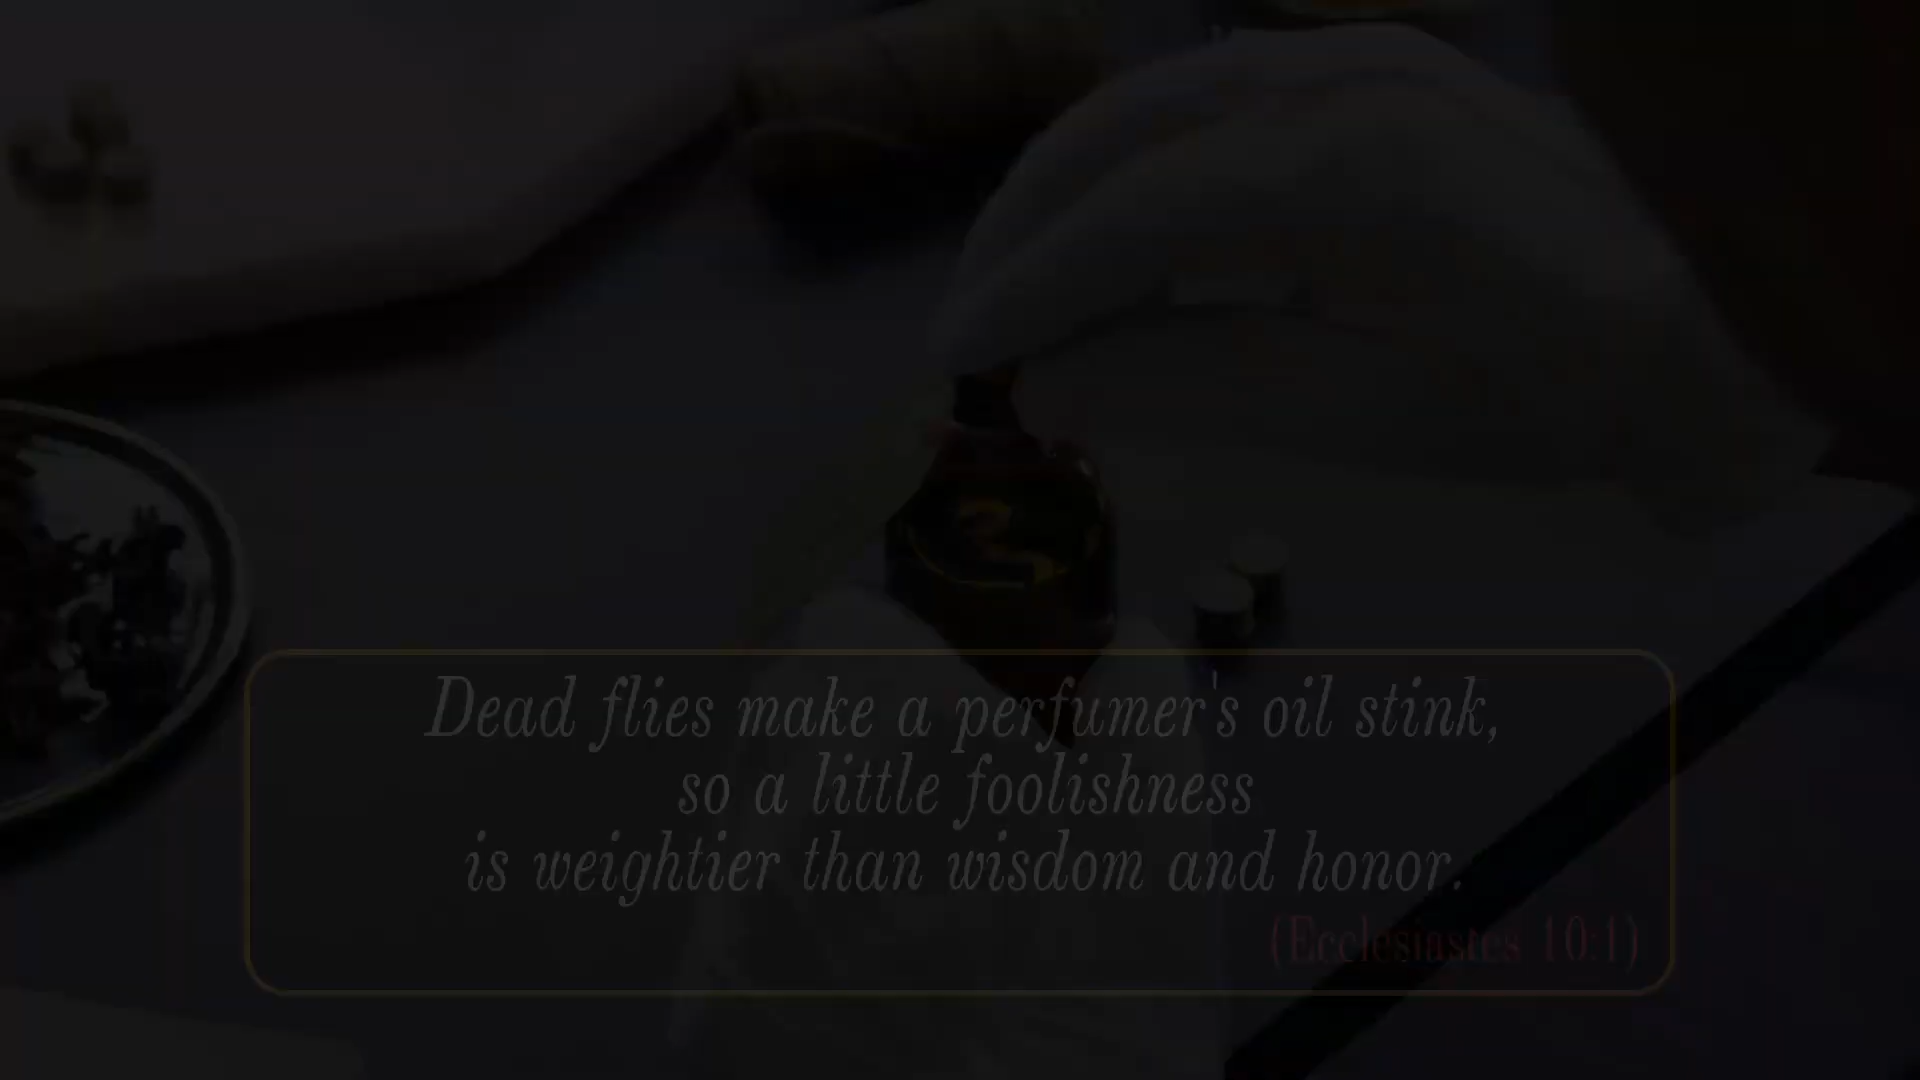 Dead flies make a perfumer's oil stink,
so a little foolishness
is weightier than wisdom and honor.
(Ecclesiastes 10:1)